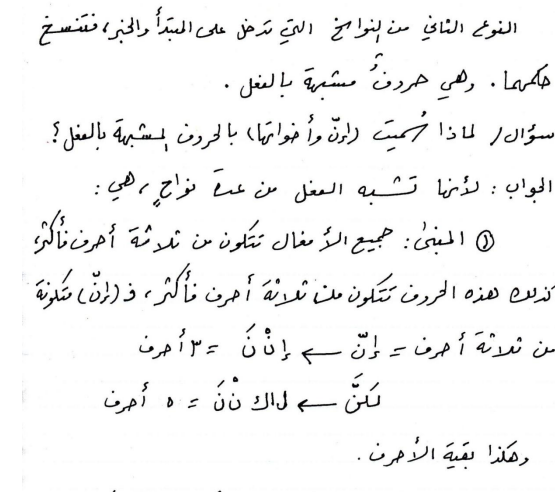 النوع الثاني من النواسخ التي تدخل على المبتدأ والخبر، فتنسخ
حكمهما. وهي حروفٌ مشبهة بالفعل.
سؤال/ لماذا سُميت (إنّ وأخواتها) بالحروف المشبهة بالفعل؟
الجواب: لأنها تشبه الفعل من عدة نواحٍ، هي:
① المبنى: جميع الأفعال تتكون من ثلاثة أحرف فأكثر،
كذلك هذه الحروف تتكون من ثلاثة أحرف فأكثر، فـ (إنّ) متكونة
من ثلاثة أحرف = إنّ ← إنْ نَ = ٣ أحرف
لكنَّ ← ل ا ك نْ نَ = ٥ أحرف
وهكذا بقية الأحرف.